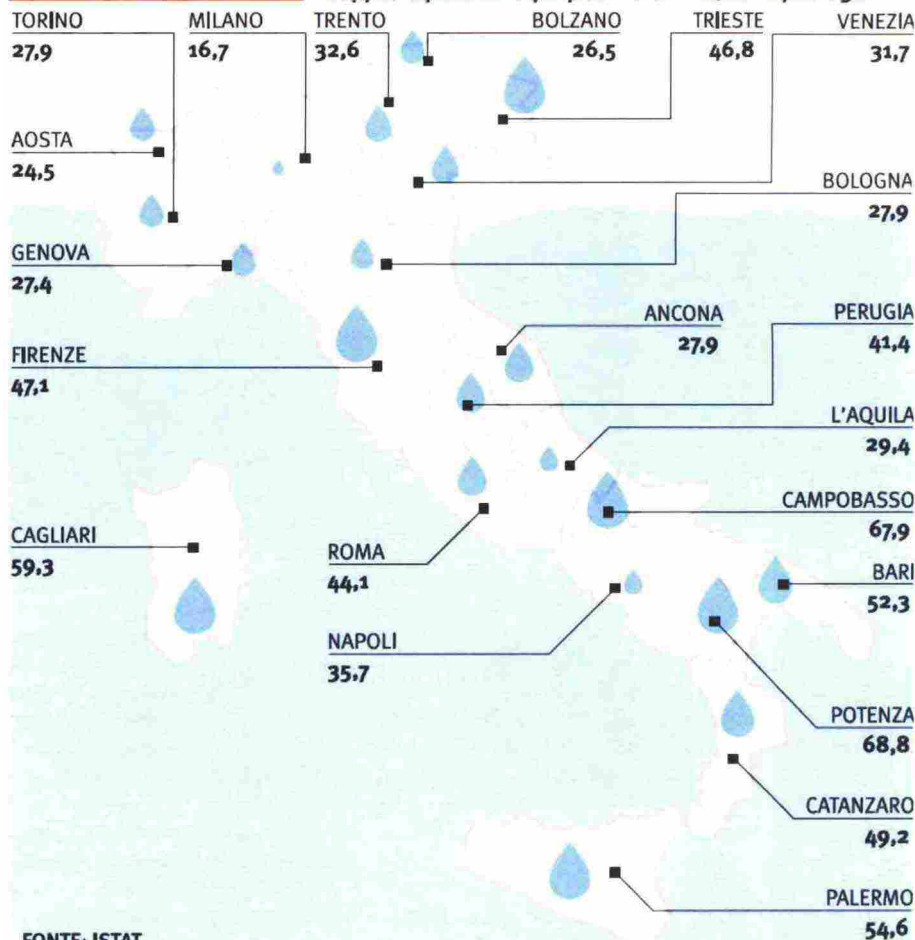 TORINO
27,9
MILANO
16,7
TRENTO
32,6
BOLZANO
26,5
TRIESTE
46,8
VENEZIA
31,7
AOSTA
24,5
BOLOGNA
27,9
GENOVA
27,4
ANCONA
27,9
PERUGIA
41,4
FIRENZE
47,1
L'AQUILA
29,4
CAMPOBASSO
67,9
CAGLIARI
59,3
ROMA
44,1
BARI
52,3
NAPOLI
35,7
POTENZA
68,8
CATANZARO
49,2
PALERMO
54,6
FONTE: ISTAT